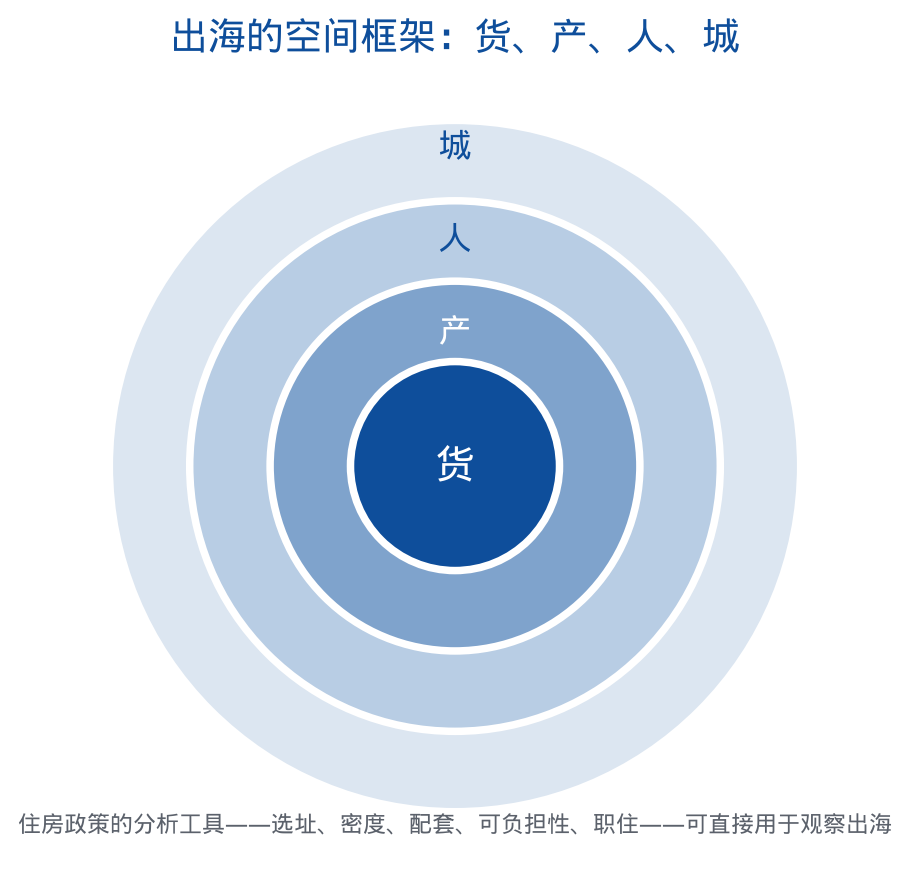 出海的空间框架：货、产、人、城
城
人
产
货
住房政策的分析工具——选址、密度、配套、可负担性、职住——可直接用于观察出海